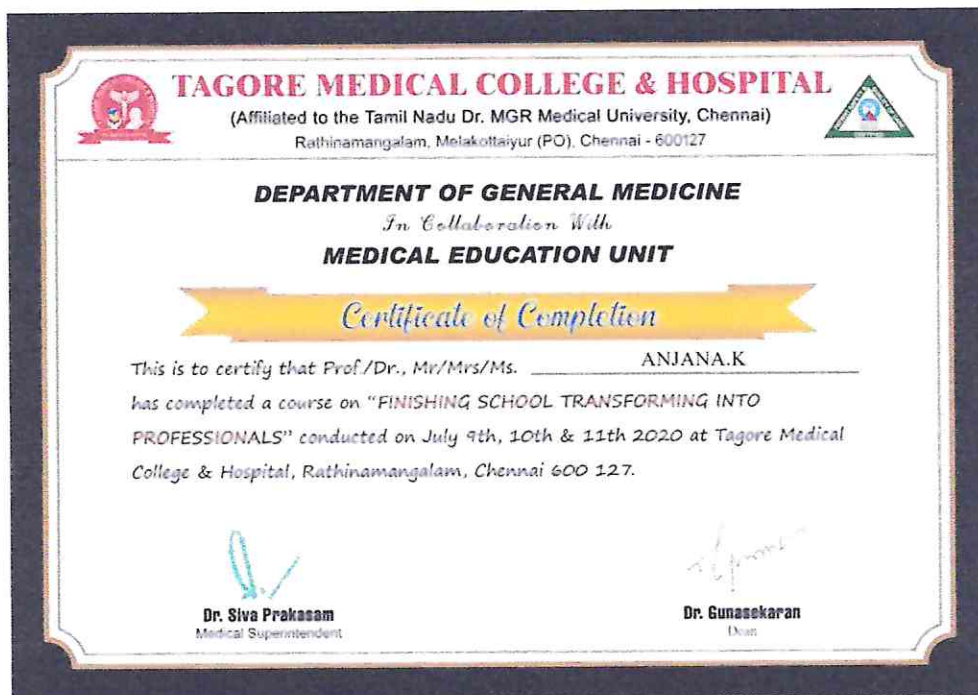 TAGORE MEDICAL COLLEGE & HOSPITAL
(Affiliated to the Tamil Nadu Dr. MGR Medical University, Chennai)
Rathinamangalam, Melakottaiyur (PO), Chennai - 600127
DEPARTMENT OF GENERAL MEDICINE
In Collaboration With
MEDICAL EDUCATION UNIT
Certificate of Completion
This is to certify that Prof./Dr., Mr/Mrs/Ms. ANJANA.K
has completed a course on "FINISHING SCHOOL TRANSFORMING INTO
PROFESSIONALS" conducted on July 9th, 10th & 11th 2020 at Tagore Medical
College & Hospital, Rathinamangalam, Chennai 600 127.
Dr. Siva Prakasam
Medical Superintendent
Dr. Gunasekaran
Dean